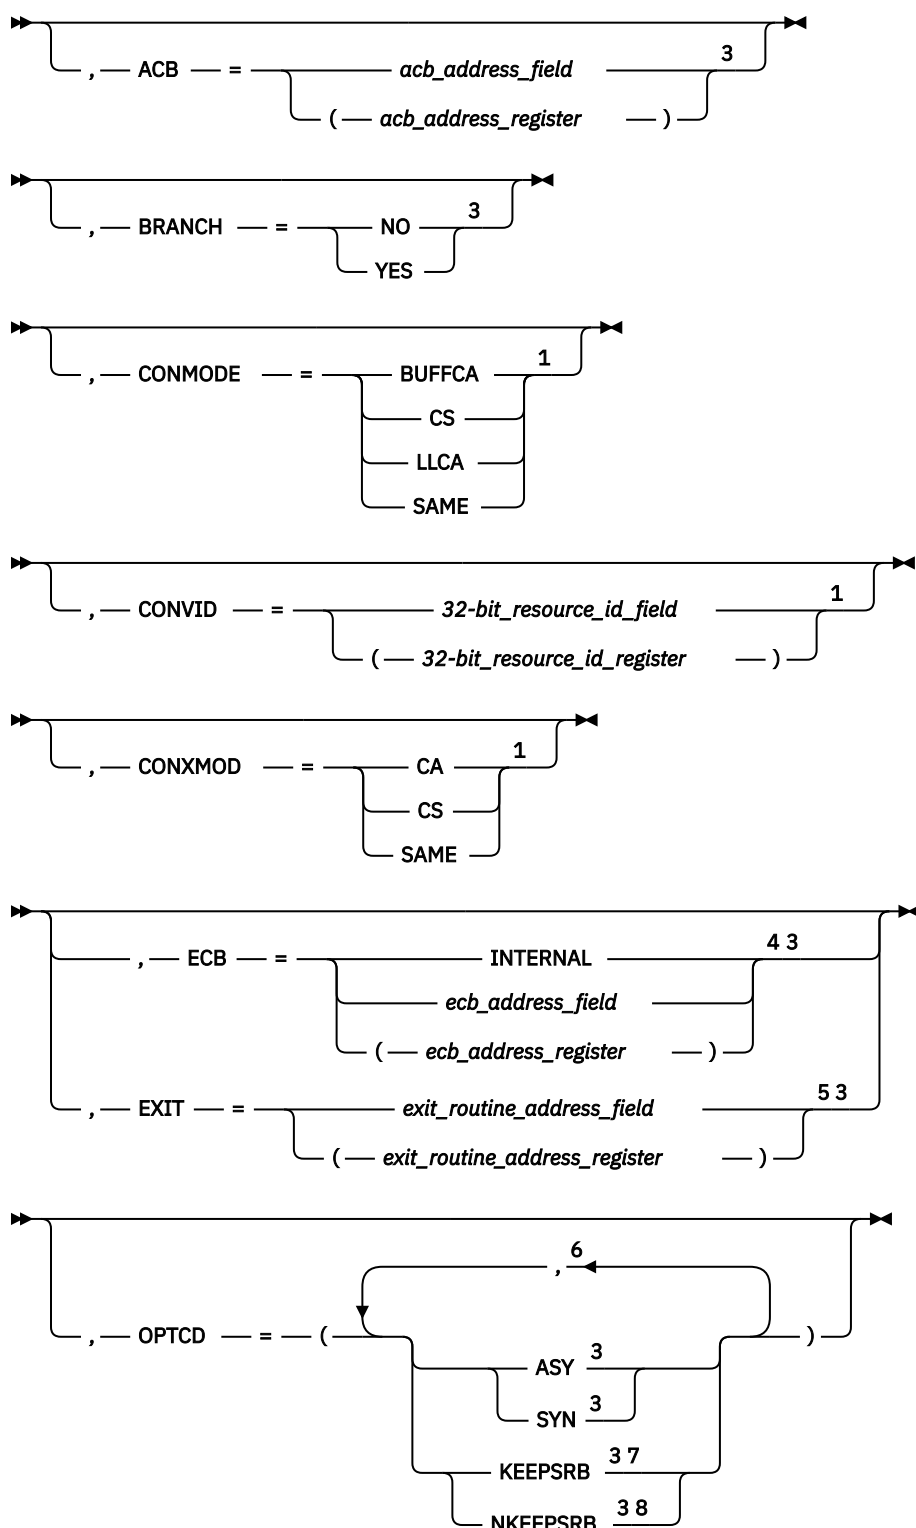 3
, ACB = acb_address_field
( acb_address_register )
3
, BRANCH = NO
YES
1
, CONMODE = BUFFCA
CS
LLCA
SAME
1
, CONVID = 32-bit_resource_id_field
( 32-bit_resource_id_register )
1
, CONXMOD = CA
CS
SAME
4 3
, ECB = INTERNAL
ecb_address_field
( ecb_address_register )
5 3
, EXIT = exit_routine_address_field
( exit_routine_address_register )
, 6
, OPTCD = ( )
ASY 3
SYN 3
KEEPSRB 3 7
NKEEPSRB 3 8